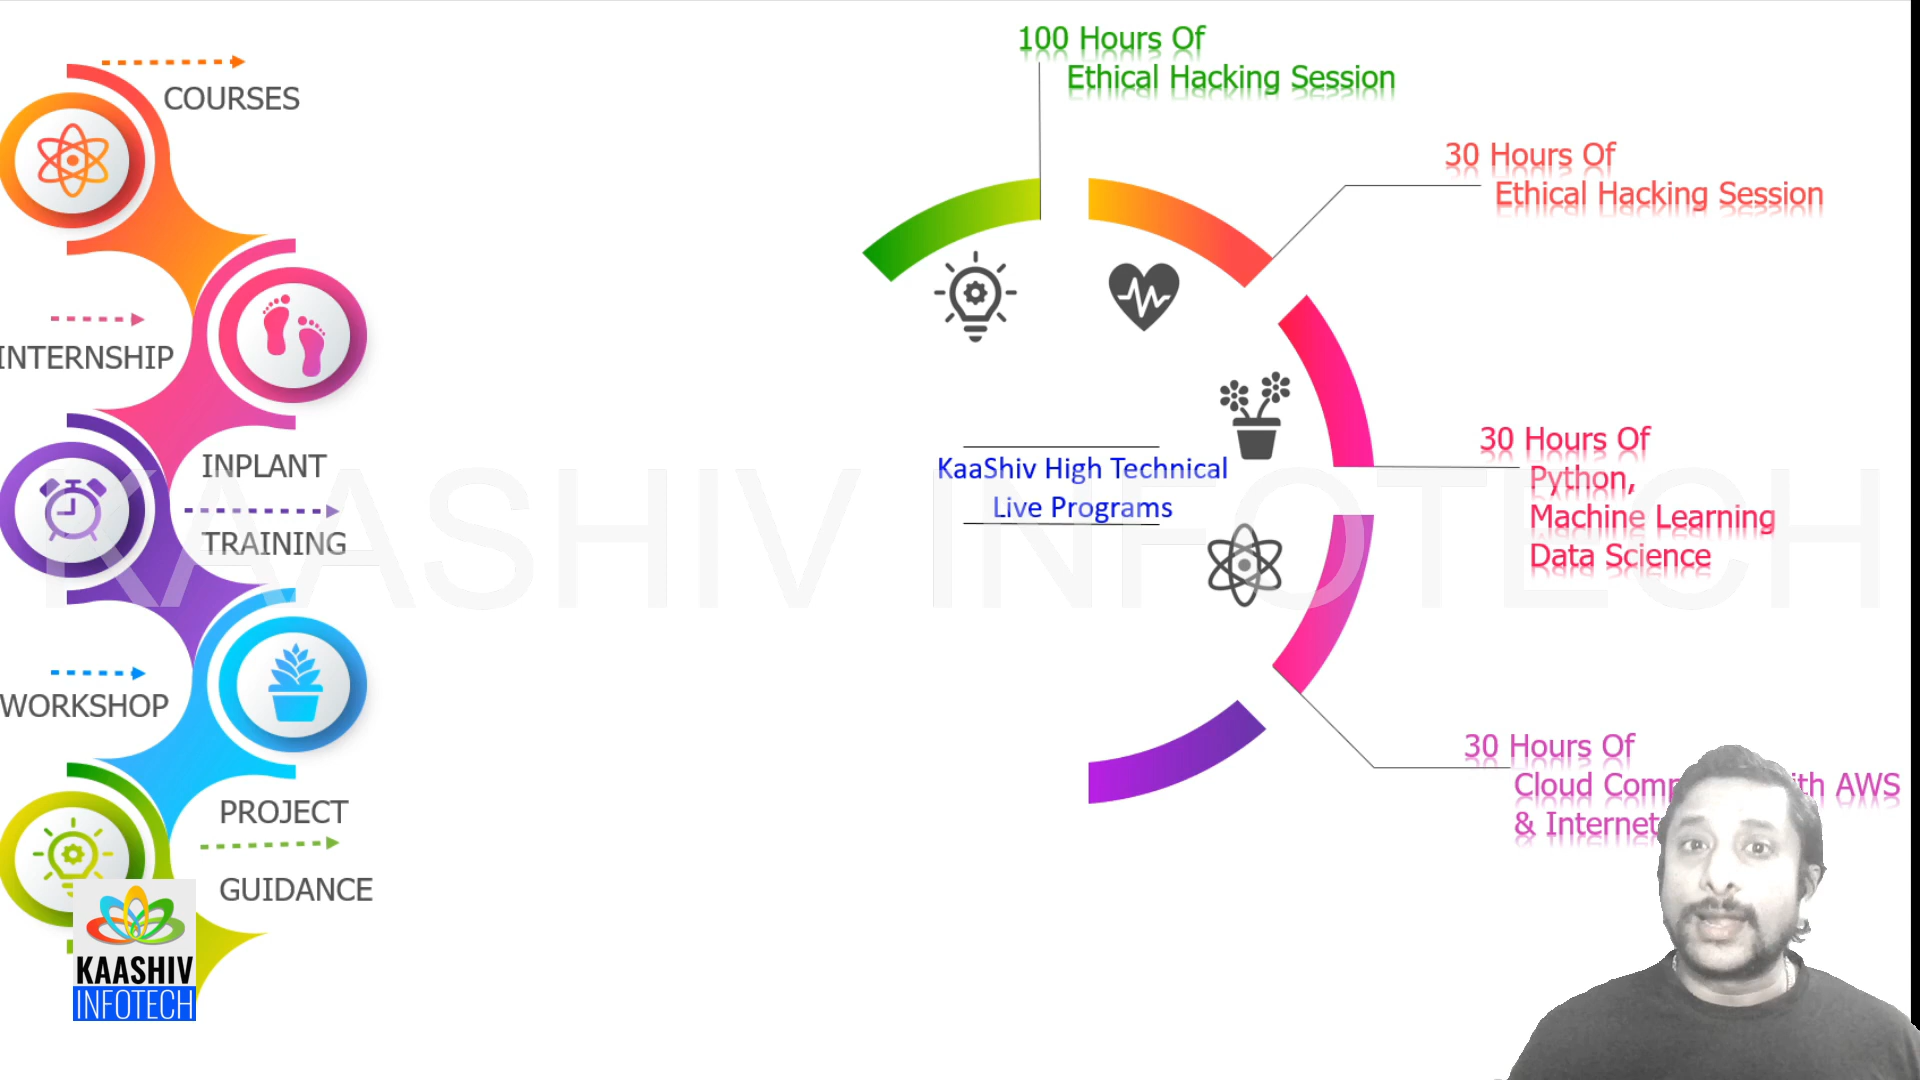 COURSES
INTERNSHIP
INPLANT
TRAINING
WORKSHOP
PROJECT
GUIDANCE
KAASHIV
INFOTECH
100 Hours Of
Ethical Hacking Session
30 Hours Of
Ethical Hacking Session
KaaShiv High Technical
Live Programs
30 Hours Of
Python,
Machine Learning
Data Science
30 Hours Of
Cloud AWS
& Internet
KAASHIV INFOTECH